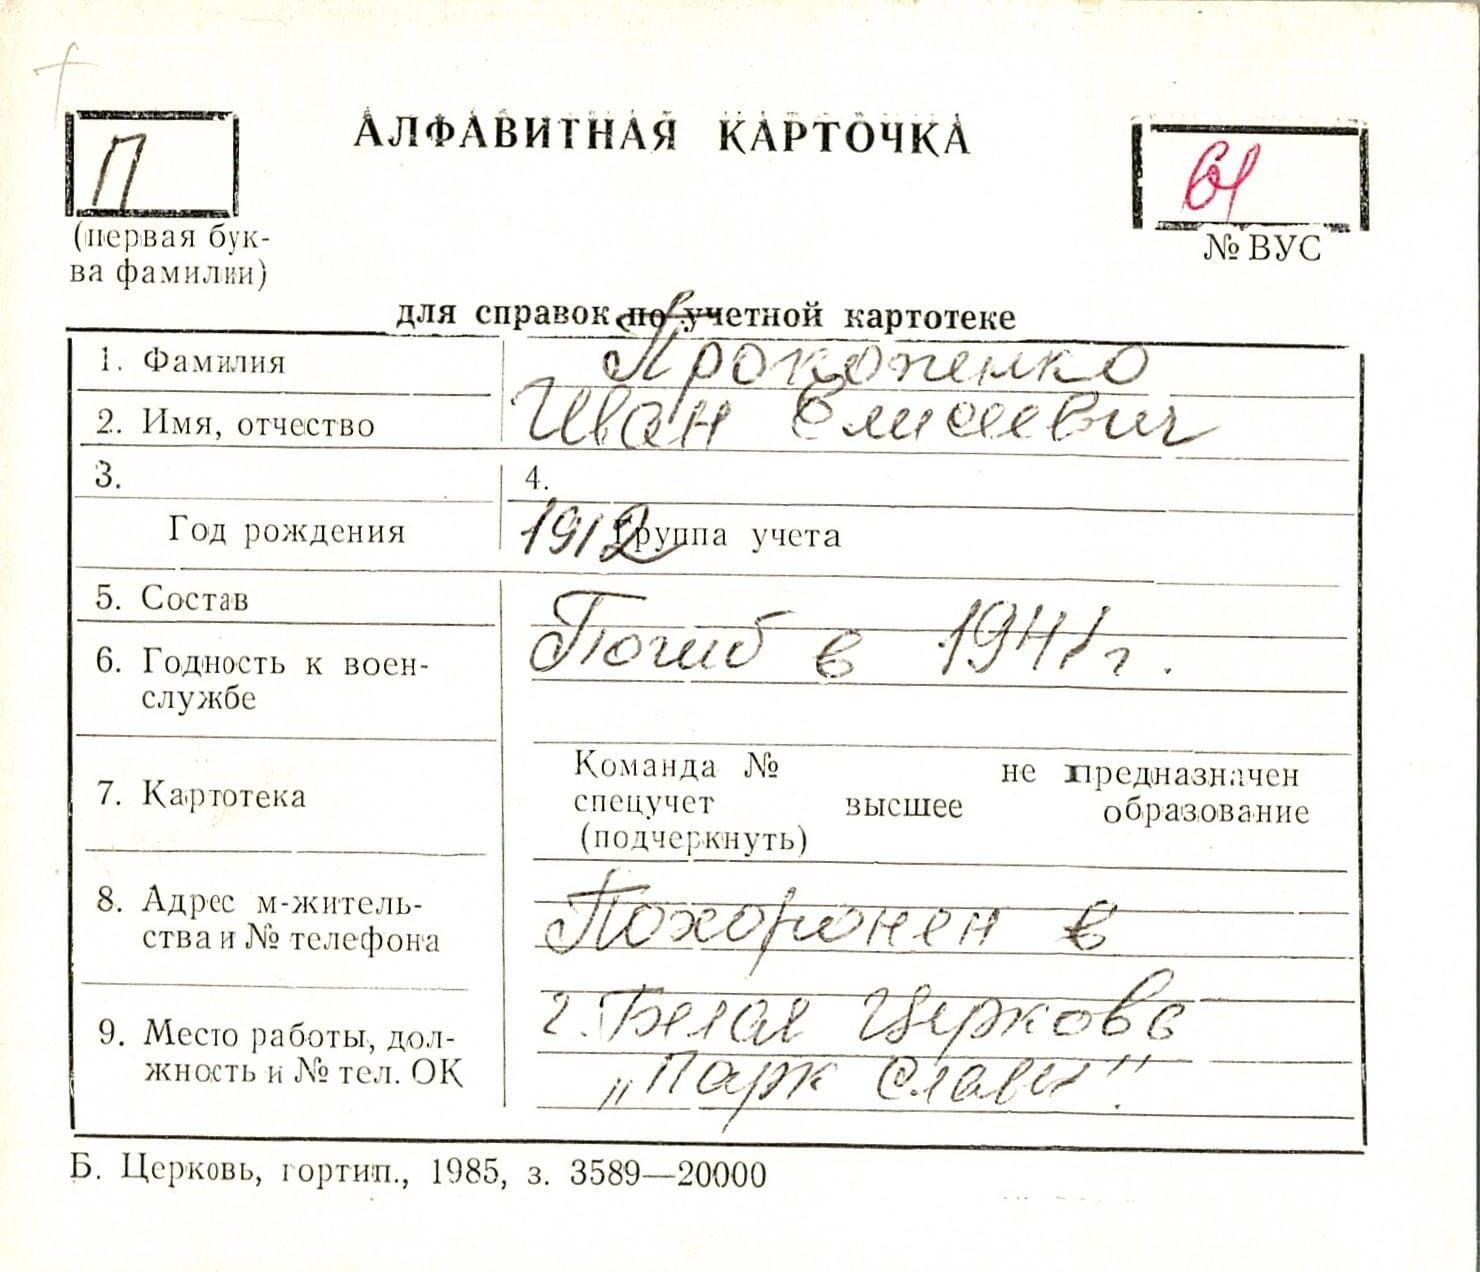 АЛФАВИТНАЯ КАРТОЧКА
П
61
(первая бук-
ва фамилии)
№ ВУС
для справок по учетной картотеке
1. Фамилия Прокопенко
2. Имя, отчество Иван Елисеевич
3. 4.
Год рождения 1912 Группа учета
5. Состав
Погиб в 1941 г.
6. Годность к воен-
службе
7. Картотека
Команда № не предназначен
спецучет высшее образование
(подчеркнуть)
8. Адрес м-житель-
ства и № телефона
Похоронен в
г. Белая Церковь
9. Место работы, дол-
жность и № тел. ОК
„Парк Славы".
Б. Церковь, гортип., 1985, з. 3589—20000